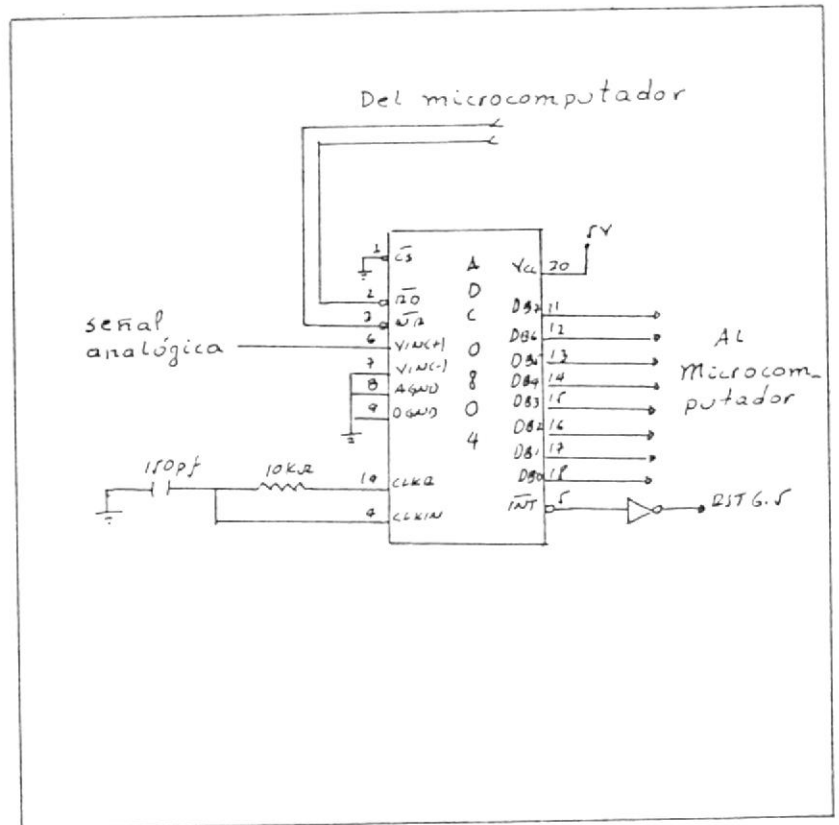 Del microcomputador
señal
analógica
1
2
3
6
7
8
9
19
4
CS
RD
WR
VIN(+)
VIN(-)
AGND
DGND
CLKR
CLKIN
150pf
10KΩ
A
D
C
0
8
0
4
5V
Vcc 20
DB7 11
DB6 12
DB5 13
DB4 14
DB3 15
DB2 16
DB1 17
DB0 18
INT 5
RST 6.5
AL
Microcom_
putador